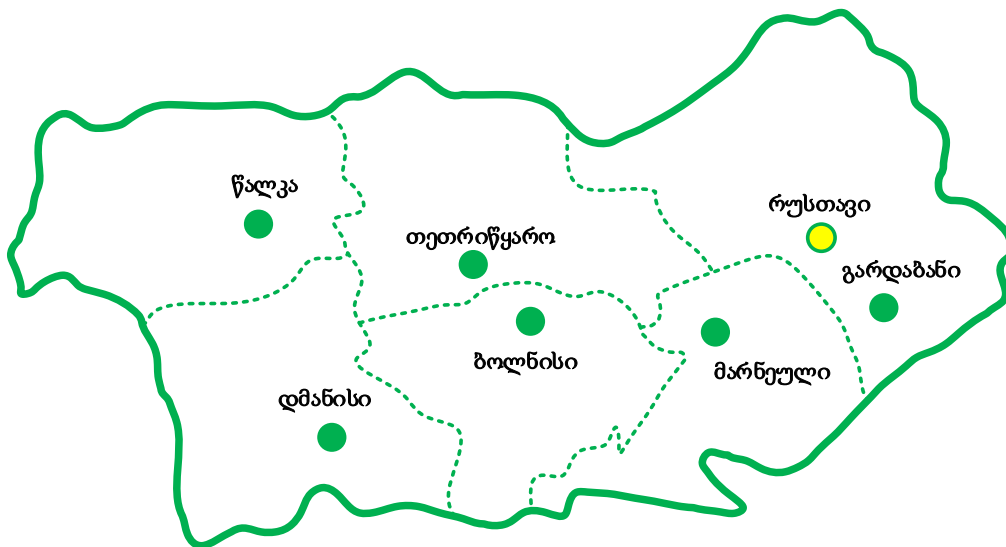 წალკა
რუსთავი
თეთრიწყარო
გარდაბანი
ბოლნისი
მარნეული
დმანისი